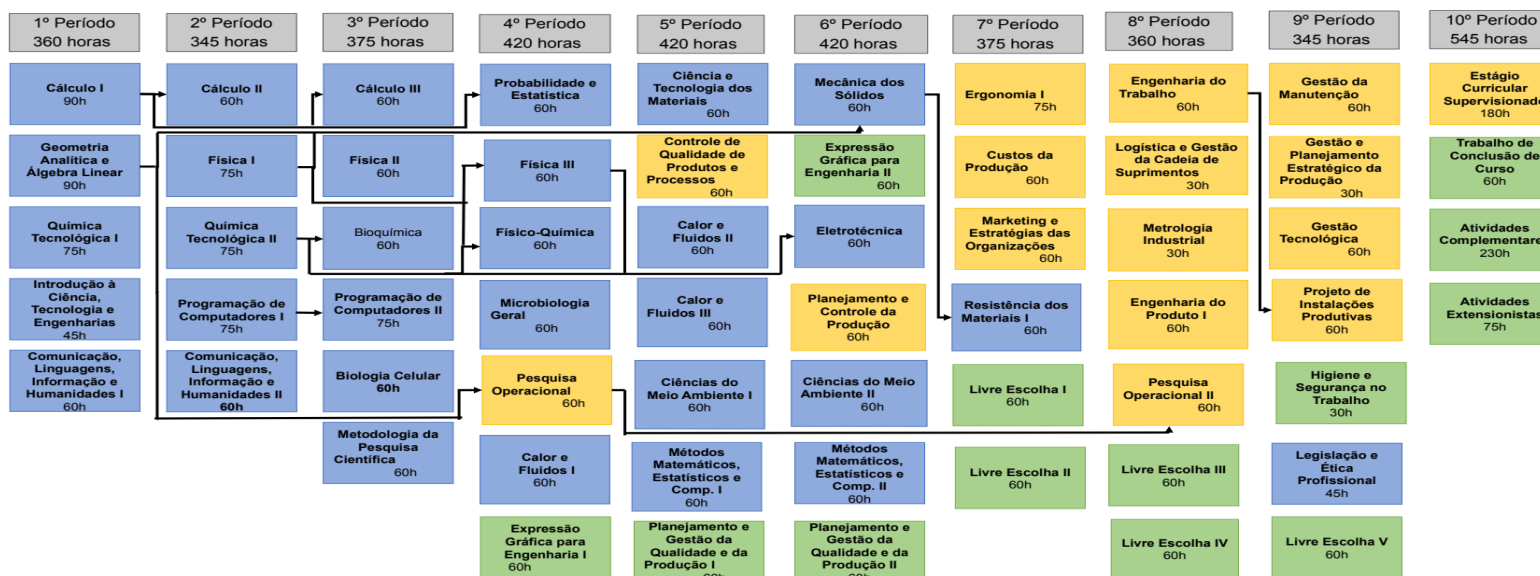 1º Período
360 horas
2º Período
345 horas
3º Período
375 horas
4º Período
420 horas
5º Período
420 horas
6º Período
420 horas
7º Período
375 horas
8º Período
360 horas
9º Período
345 horas
10º Período
545 horas
Cálculo I
90h
Geometria
Analítica e
Álgebra Linear
90h
Química
Tecnológica I
75h
Introdução à
Ciência,
Tecnologia e
Engenharias
45h
Comunicação,
Linguagens,
Informação e
Humanidades I
60h
Cálculo II
60h
Física I
75h
Química
Tecnológica II
75h
Programação de
Computadores I
75h
Comunicação,
Linguagens,
Informação e
Humanidades II
60h
Cálculo III
60h
Física II
60h
Bioquímica
60h
Programação de
Computadores II
75h
Biologia Celular
60h
Metodologia da
Pesquisa
Científica
60h
Probabilidade e
Estatística
60h
Física III
60h
Físico-Química
60h
Microbiologia
Geral
60h
Pesquisa
Operacional
60h
Calor e
Fluidos I
60h
Expressão
Gráfica para
Engenharia I
60h
Ciência e
Tecnologia dos
Materiais
60h
Controle de
Qualidade de
Produtos e
Processos
60h
Calor e
Fluidos II
60h
Calor e
Fluidos III
60h
Ciências do
Meio Ambiente I
60h
Métodos
Matemáticos,
Estatísticos e
Comp. I
60h
Planejamento e
Gestão da
Qualidade e da
Produção I
60h
Mecânica dos
Sólidos
60h
Expressão
Gráfica para
Engenharia II
60h
Eletrotécnica
60h
Planejamento e
Controle da
Produção
60h
Ciências do Meio
Ambiente II
60h
Métodos
Matemáticos,
Estatísticos e
Comp. II
60h
Planejamento e
Gestão da
Qualidade e da
Produção II
60h
Ergonomia I
75h
Custos da
Produção
60h
Marketing e
Estratégias das
Organizações
60h
Resistência dos
Materiais I
60h
Livre Escolha I
60h
Livre Escolha II
60h
Engenharia do
Trabalho
60h
Logística e Gestão
da Cadeia de
Suprimentos
30h
Metrologia
Industrial
30h
Engenharia do
Produto I
60h
Pesquisa
Operacional II
60h
Livre Escolha III
60h
Livre Escolha IV
60h
Gestão da
Manutenção
60h
Gestão e
Planejamento
Estratégico da
Produção
30h
Gestão
Tecnológica
60h
Projeto de
Instalações
Produtivas
60h
Higiene e
Segurança no
Trabalho
30h
Legislação e
Ética
Profissional
45h
Livre Escolha V
60h
Estágio
Curricular
Supervisionado
180h
Trabalho de
Conclusão de
Curso
60h
Atividades
Complementare
230h
Atividades
Extensionistas
75h